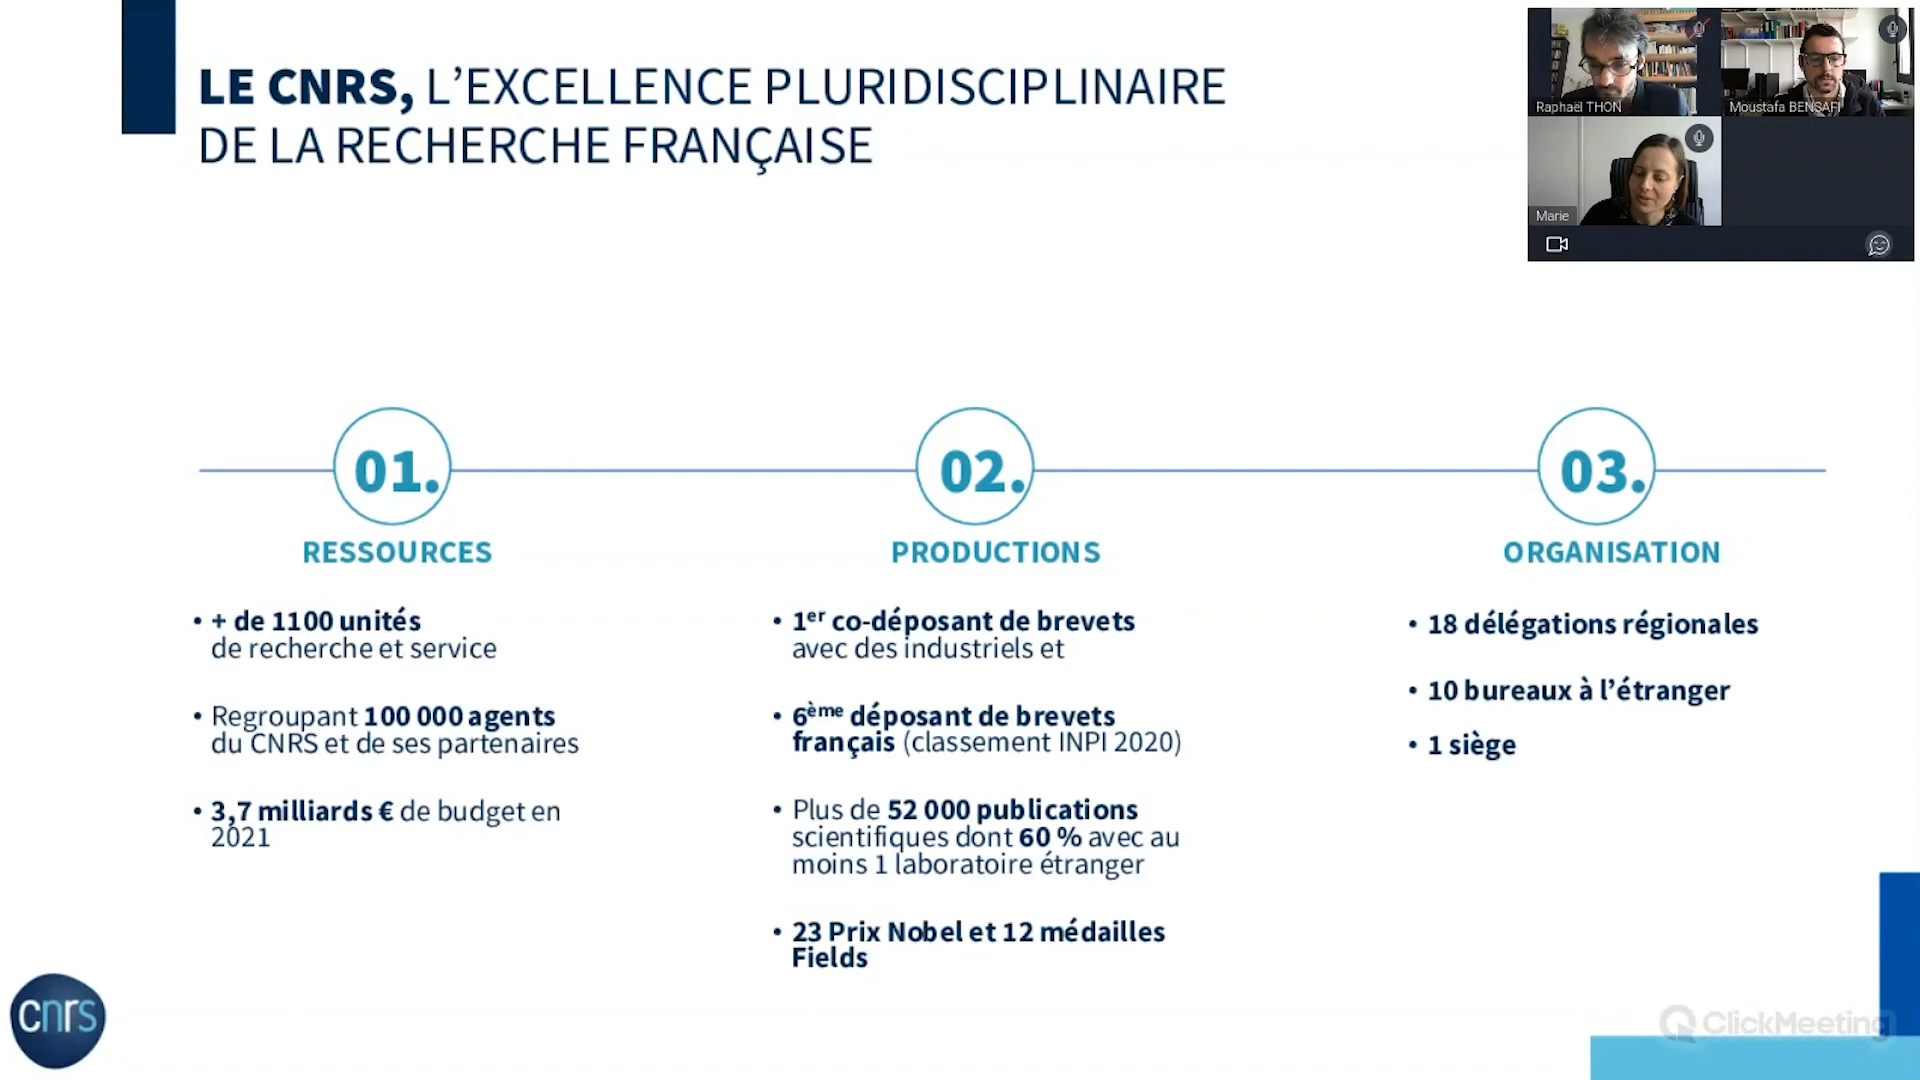 LE CNRS, L’EXCELLENCE PLURIDISCIPLINAIRE
DE LA RECHERCHE FRANÇAISE
Raphaël THON
Moustafa BENSAFI
Marie
01.
RESSOURCES
• + de 1100 unités
de recherche et service
• Regroupant 100 000 agents
du CNRS et de ses partenaires
• 3,7 milliards € de budget en
2021
02.
PRODUCTIONS
• 1er co-déposant de brevets
avec des industriels et
• 6ème déposant de brevets
français (classement INPI 2020)
• Plus de 52 000 publications
scientifiques dont 60 % avec au
moins 1 laboratoire étranger
• 23 Prix Nobel et 12 médailles
Fields
03.
ORGANISATION
• 18 délégations régionales
• 10 bureaux à l’étranger
• 1 siège
cnrs
ClickMeeting